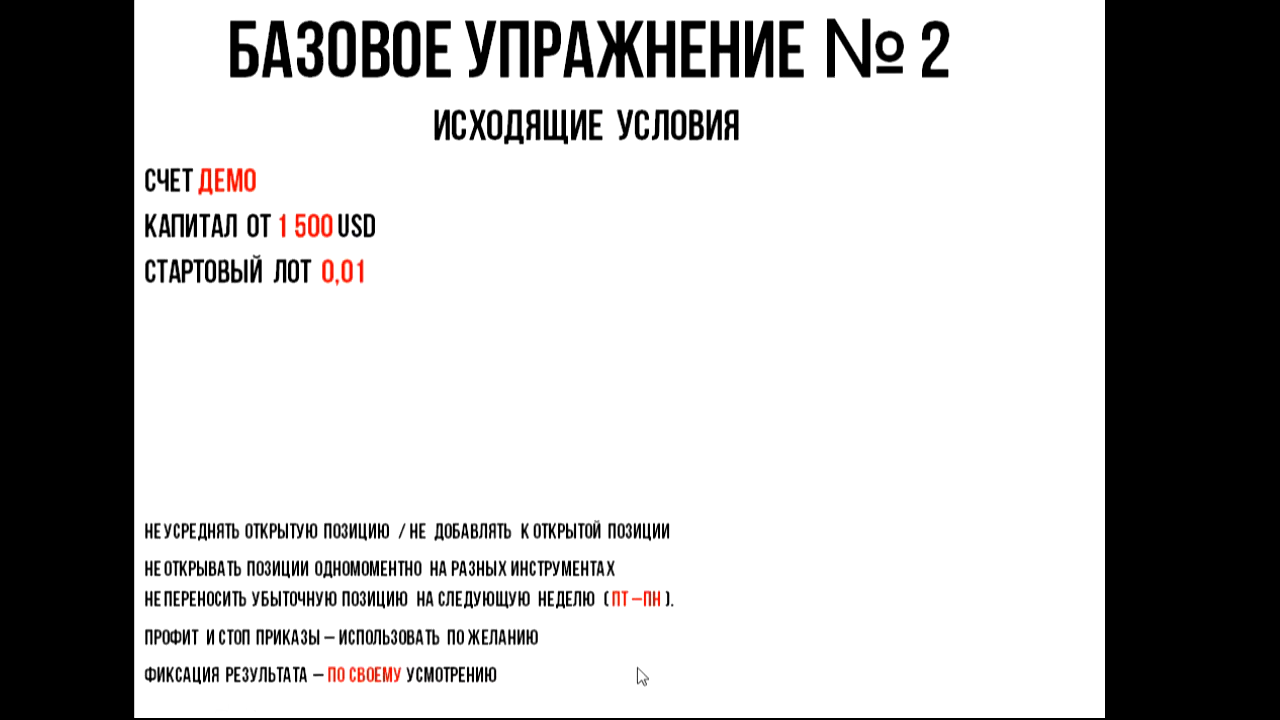 БАЗОВОЕ УПРАЖНЕНИЕ № 2
ИСХОДЯЩИЕ УСЛОВИЯ
СЧЕТ ДЕМО
КАПИТАЛ ОТ 1 500 USD
СТАРТОВЫЙ ЛОТ 0,01
НЕ УСРЕДНЯТЬ ОТКРЫТУЮ ПОЗИЦИЮ / НЕ ДОБАВЛЯТЬ К ОТКРЫТОЙ ПОЗИЦИИ
НЕ ОТКРЫВАТЬ ПОЗИЦИИ ОДНОМОМЕНТНО НА РАЗНЫХ ИНСТРУМЕНТАХ
НЕ ПЕРЕНОСИТЬ УБЫТОЧНУЮ ПОЗИЦИЮ НА СЛЕДУЮЩУЮ НЕДЕЛЮ ( ПТ – ПН ).
ПРОФИТ И СТОП ПРИКАЗЫ – ИСПОЛЬЗОВАТЬ ПО ЖЕЛАНИЮ
ФИКСАЦИЯ РЕЗУЛЬТАТА – ПО СВОЕМУ УСМОТРЕНИЮ